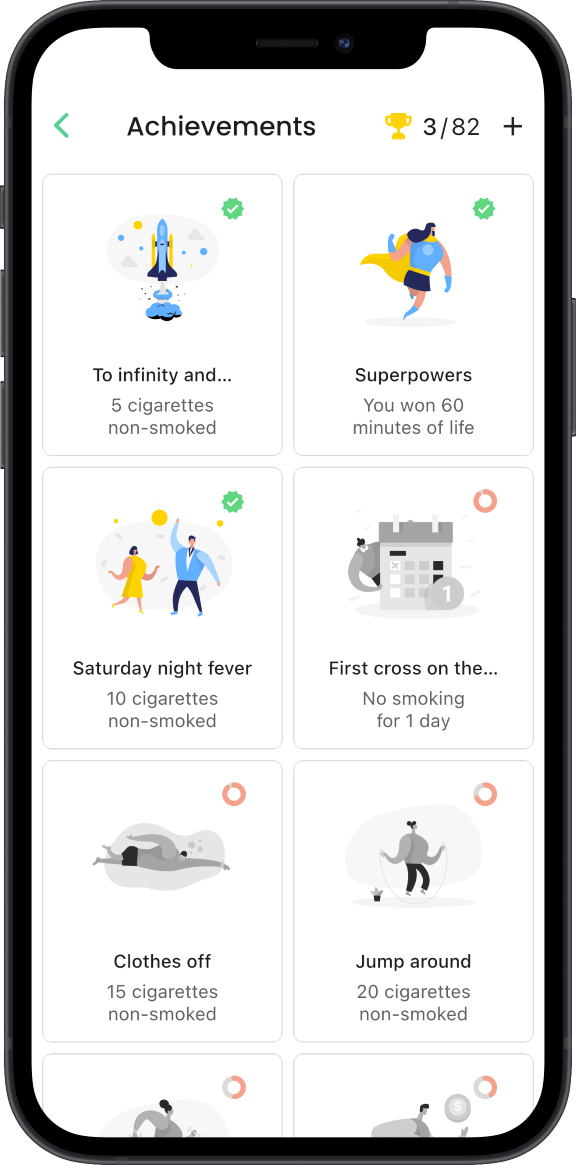 Achievements 3/82 +
To infinity and...
5 cigarettes
non-smoked
Superpowers
You won 60
minutes of life
Saturday night fever
10 cigarettes
non-smoked
1
First cross on the...
No smoking
for 1 day
Clothes off
15 cigarettes
non-smoked
Jump around
20 cigarettes
non-smoked
$